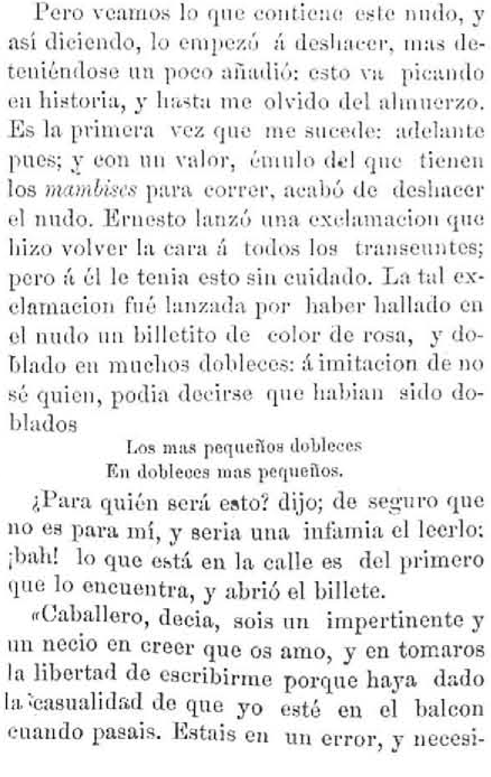 Pero veamos lo que contiene este nudo, y
así diciendo, lo empezó á deshacer, mas de-
teniéndose un poco añadió: esto va picando
en historia, y hasta me olvido del almuerzo.
Es la primera vez que me sucede: adelante
pues; y con un valor, émulo del que tienen
los mambises para correr, acabó de deshacer
el nudo. Ernesto lanzó una exclamacion que
hizo volver la cara á todos los transeuntes;
pero á él le tenia esto sin cuidado. La tal ex-
clamacion fué lanzada por haber hallado en
el nudo un billetito de color de rosa, y do-
blado en muchos dobleces: á imitacion de no
sé quien, podia decirse que habian sido do-
blados
Los mas pequeños dobleces
En dobleces mas pequeños.
¿Para quién será esto? dijo; de seguro que
no es para mí, y seria una infamia el leerlo:
¡bah! lo que está en la calle es del primero
que lo encuentra, y abrió el billete.
«Caballero, decia, sois un impertinente y
un necio en creer que os amo, y en tomaros
la libertad de escribirme porque haya dado
la casualidad de que yo esté en el balcon
cuando pasais. Estais en un error, y necesi-